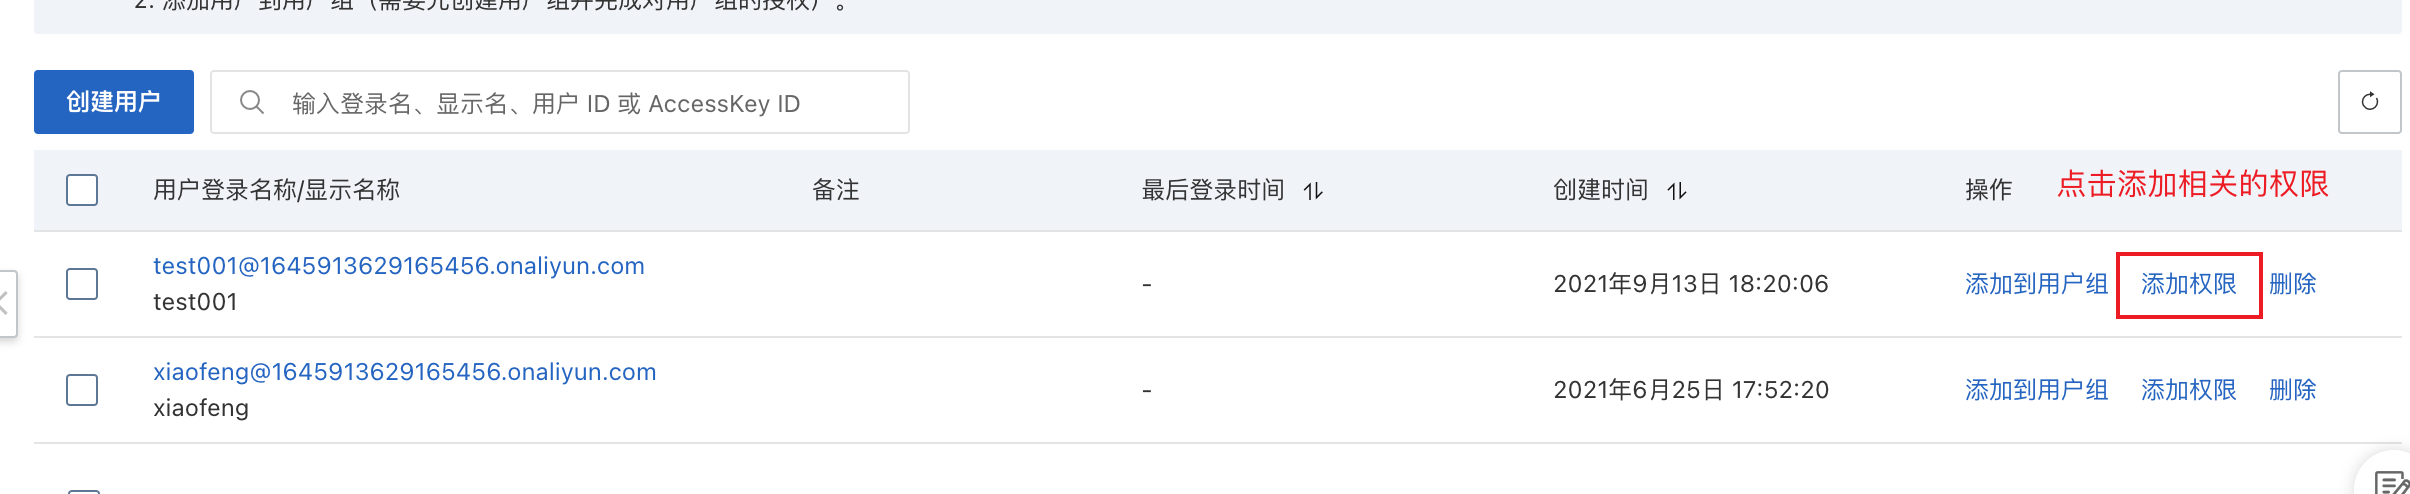 2. 添加用户到用户组（需要先创建用户组并完成对用户组的授权）。
创建用户
输入登录名、显示名、用户 ID 或 AccessKey ID
用户登录名称/显示名称 备注 最后登录时间 创建时间 操作 点击添加相关的权限
test001@1645913629165456.onaliyun.com
test001
- 2021年9月13日 18:20:06 添加到用户组 添加权限 删除
xiaofeng@1645913629165456.onaliyun.com
xiaofeng
- 2021年6月25日 17:52:20 添加到用户组 添加权限 删除